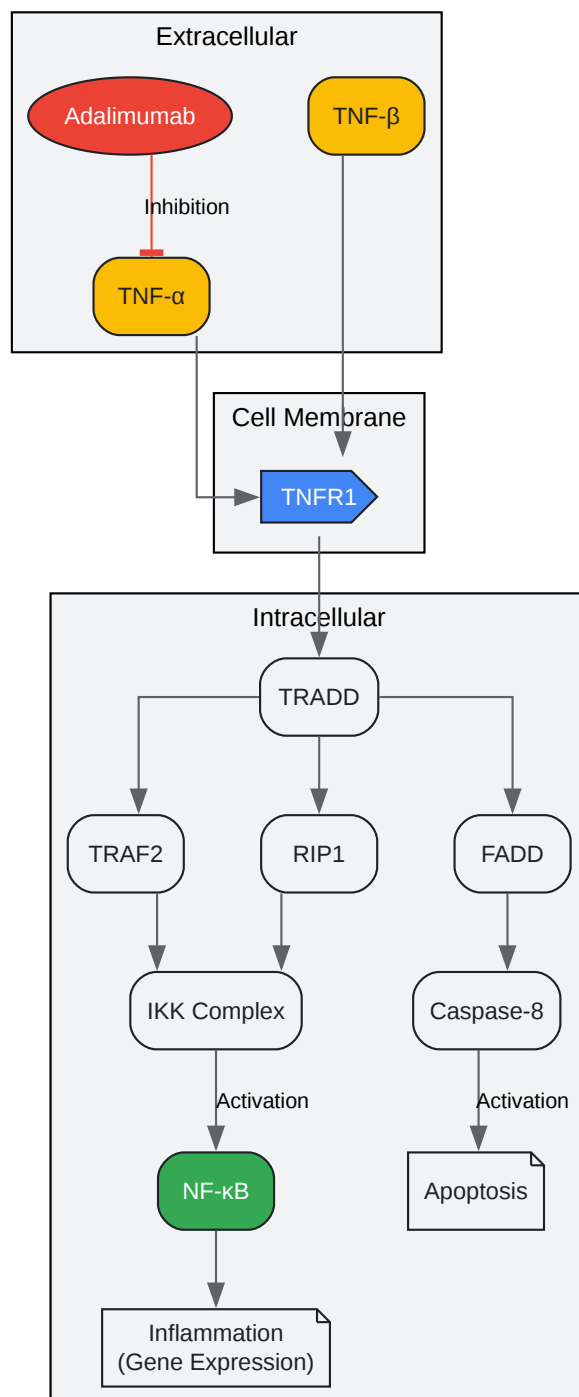 Extracellular
Adalimumab
TNF-β
Inhibition
TNF-α
Cell Membrane
TNFR1
Intracellular
TRADD
TRAF2
RIP1
FADD
IKK Complex
Caspase-8
Activation
Activation
NF-κB
Apoptosis
Inflammation
(Gene Expression)